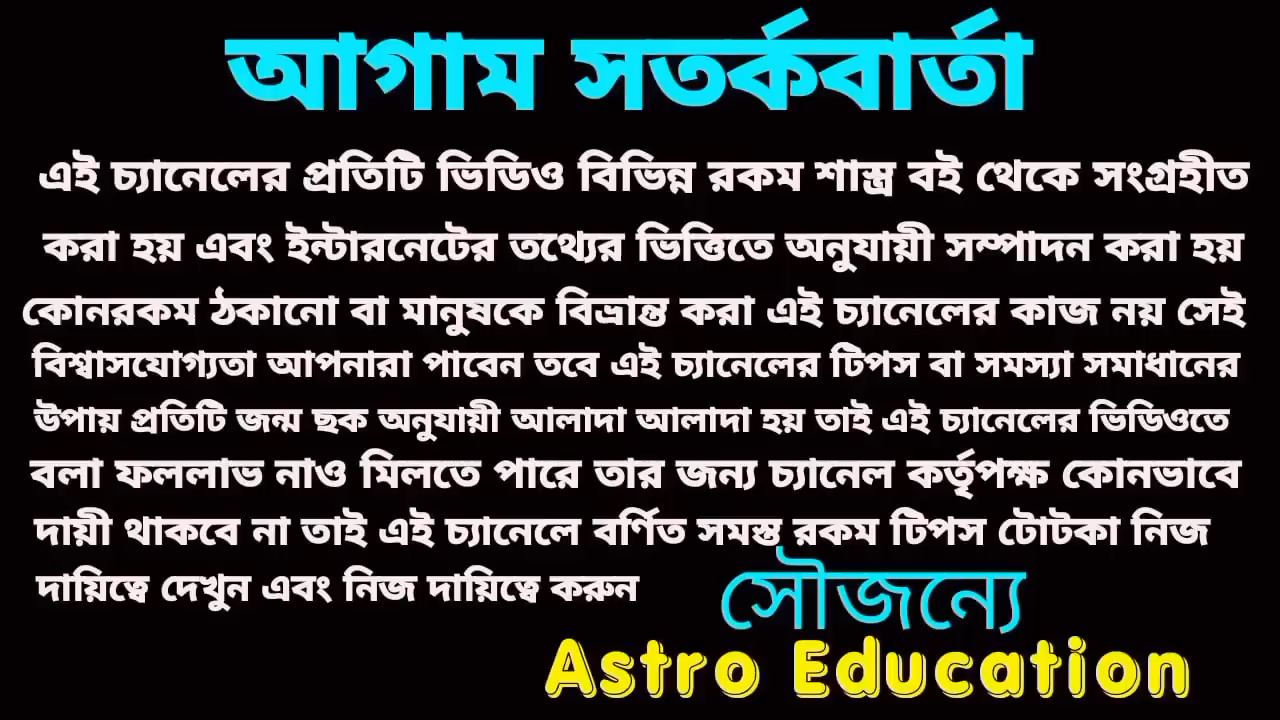 আগাম সতর্কবার্তা
এই চ্যানেলের প্রতিটি ভিডিও বিভিন্ন রকম শাস্ত্র বই থেকে সংগ্রহীত
করা হয় এবং ইন্টারনেটের তথ্যের ভিত্তিতে অনুযায়ী সম্পাদন করা হয়
কোনরকম ঠকানো বা মানুষকে বিভ্রান্ত করা এই চ্যানেলের কাজ নয় সেই
বিশ্বাসযোগ্যতা আপনারা পাবেন তবে এই চ্যানেলের টিপস বা সমস্যা সমাধানের
উপায় প্রতিটি জন্ম ছক অনুযায়ী আলাদা আলাদা হয় তাই এই চ্যানেলের ভিডিওতে
বলা ফললাভ নাও মিলতে পারে তার জন্য চ্যানেল কর্তৃপক্ষ কোনভাবে
দায়ী থাকবে না তাই এই চ্যানেলে বর্ণিত সমস্ত রকম টিপস টোটকা নিজ
দায়িত্বে দেখুন এবং নিজ দায়িত্বে করুন
সৌজন্যে
Astro Education